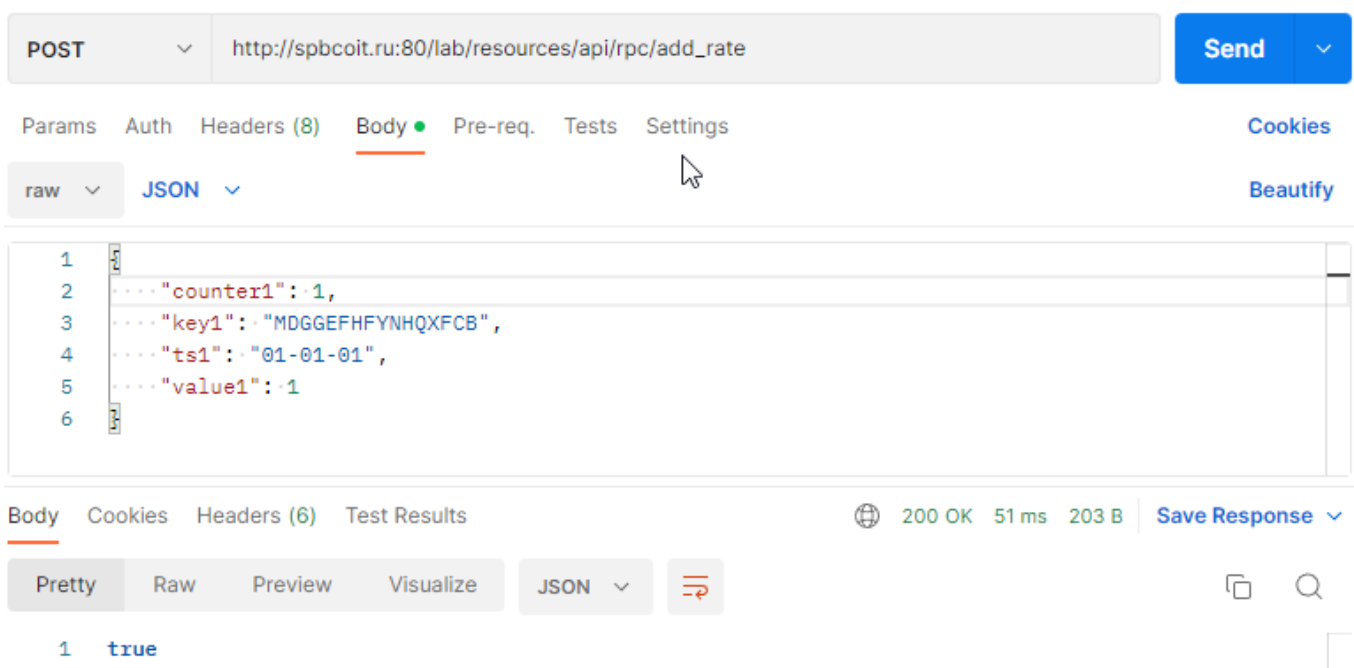 POST http://spbcoit.ru:80/lab/resources/api/rpc/add_rate Send
Params Auth Headers (8) Body Pre-req. Tests Settings Cookies
raw JSON Beautify
1 {
2 "counter1": 1,
3 "key1": "MDGGEFHFYNHQXFCB",
4 "ts1": "01-01-01",
5 "value1": 1
6 }
Body Cookies Headers (6) Test Results 200 OK 51 ms 203 B Save Response
Pretty Raw Preview Visualize JSON
1 true